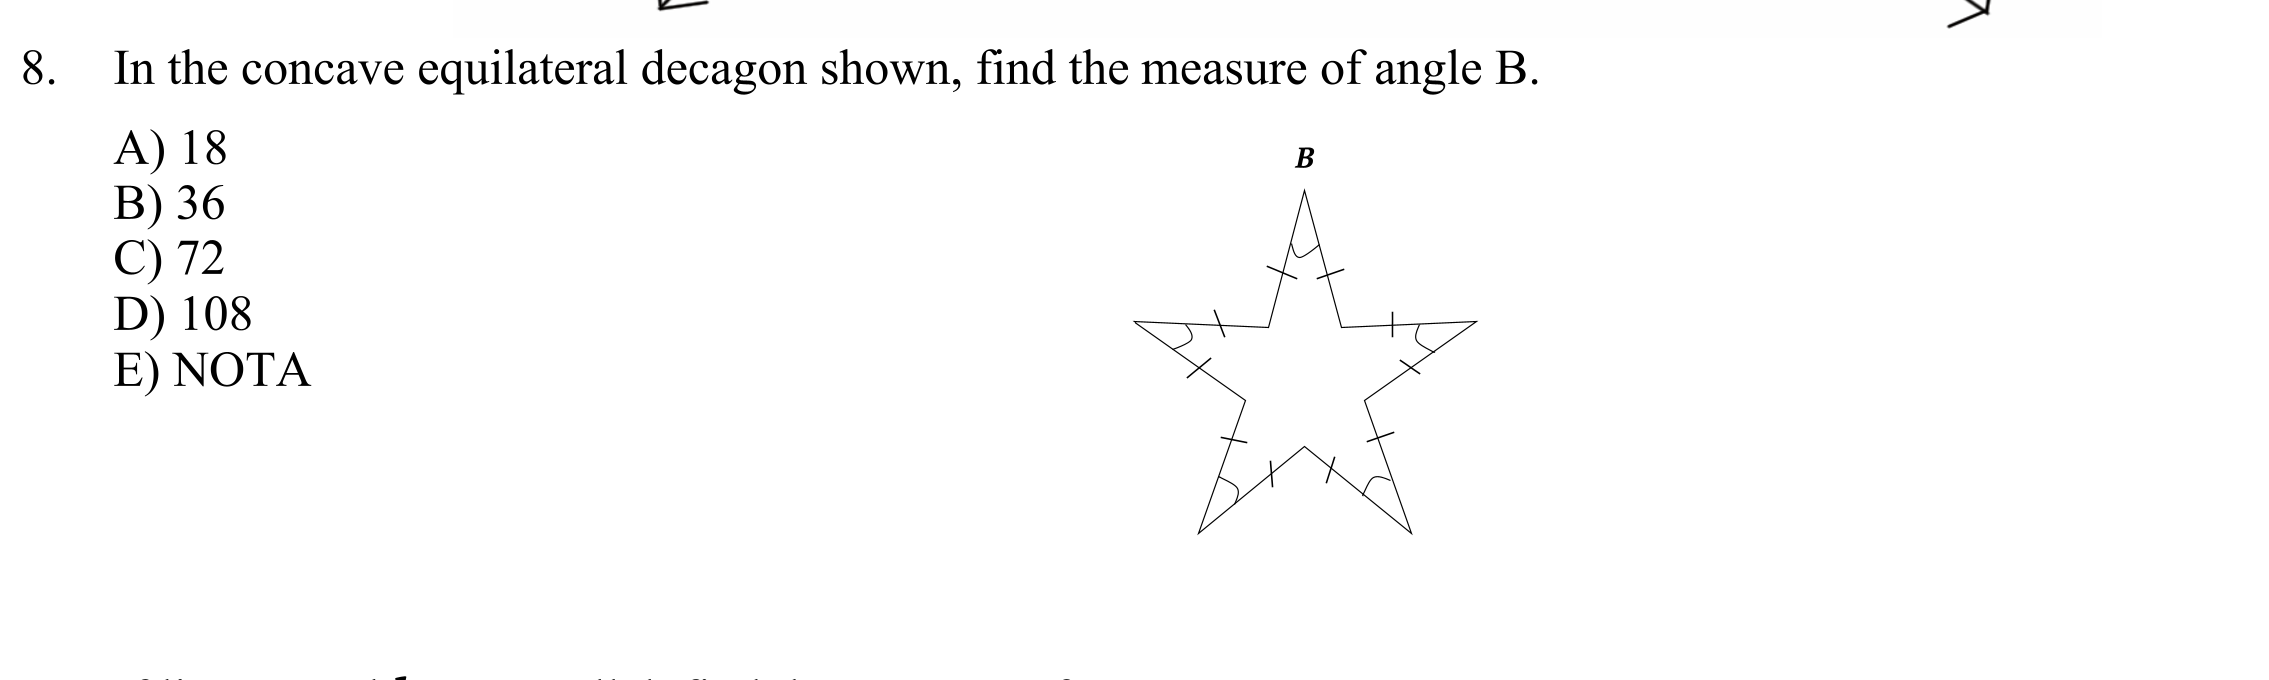 8. In the concave equilateral decagon shown, find the measure of angle B.
A) 18
B) 36
C) 72
D) 108
E) NOTA
B